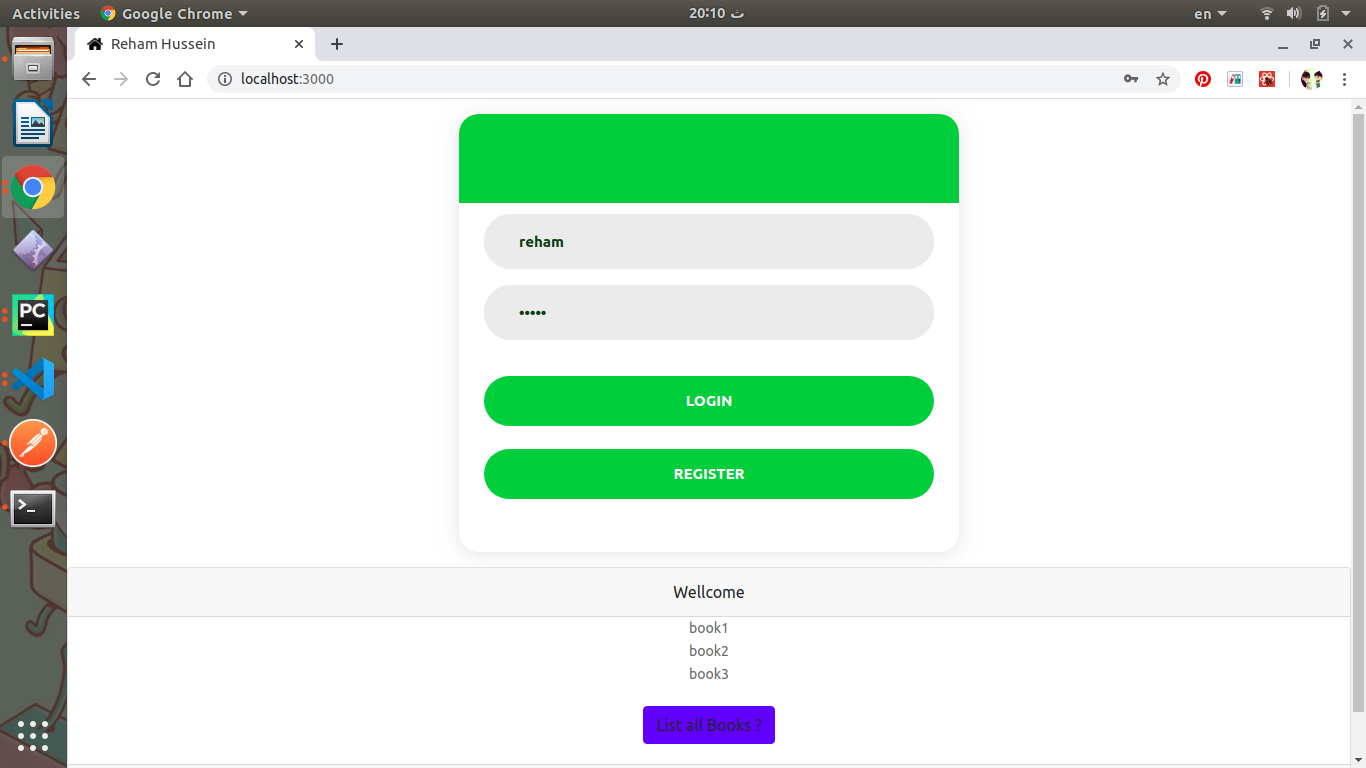 Activities
Google Chrome
20:10 ث
en
Reham Hussein
localhost:3000
reham
•••••
LOGIN
REGISTER
Wellcome
book1
book2
book3
List all Books ?
PC